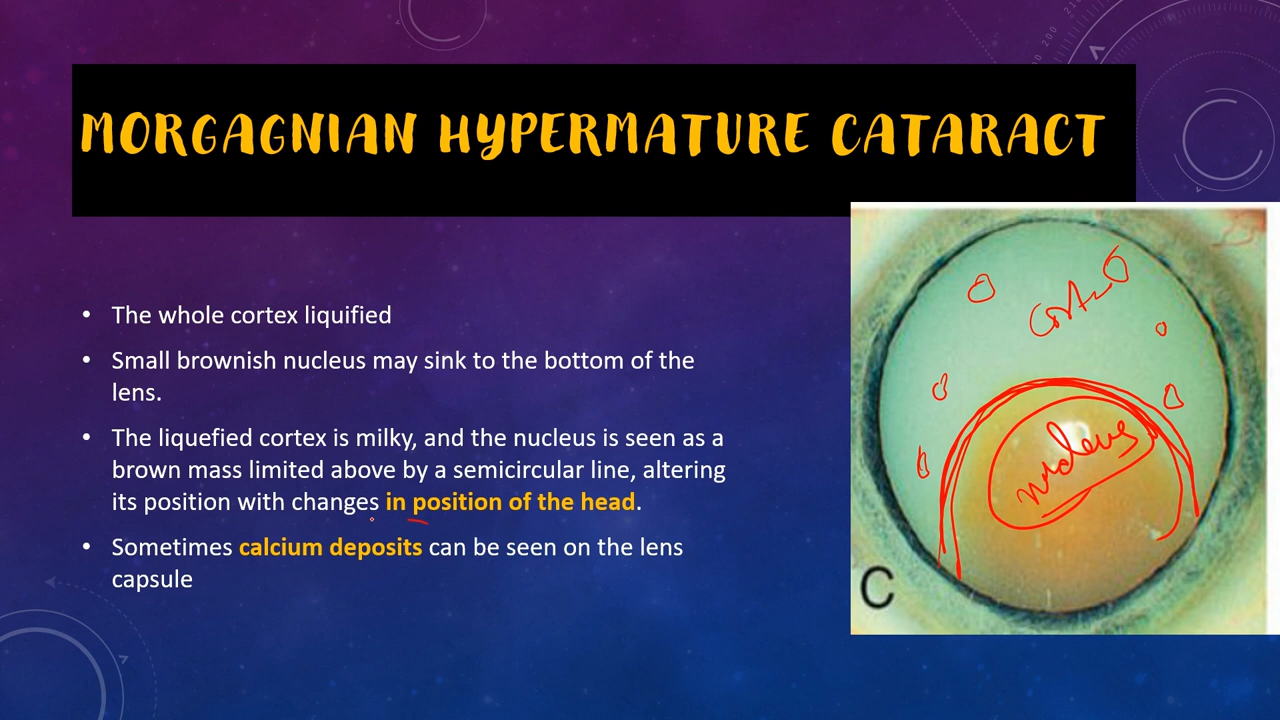 MORGAGNIAN HYPERMATURE CATARACT
• The whole cortex liquified
• Small brownish nucleus may sink to the bottom of the
lens.
• The liquefied cortex is milky, and the nucleus is seen as a
brown mass limited above by a semicircular line, altering
its position with changes in position of the head.
• Sometimes calcium deposits can be seen on the lens
capsule
cortex
nucleus
C
200
210